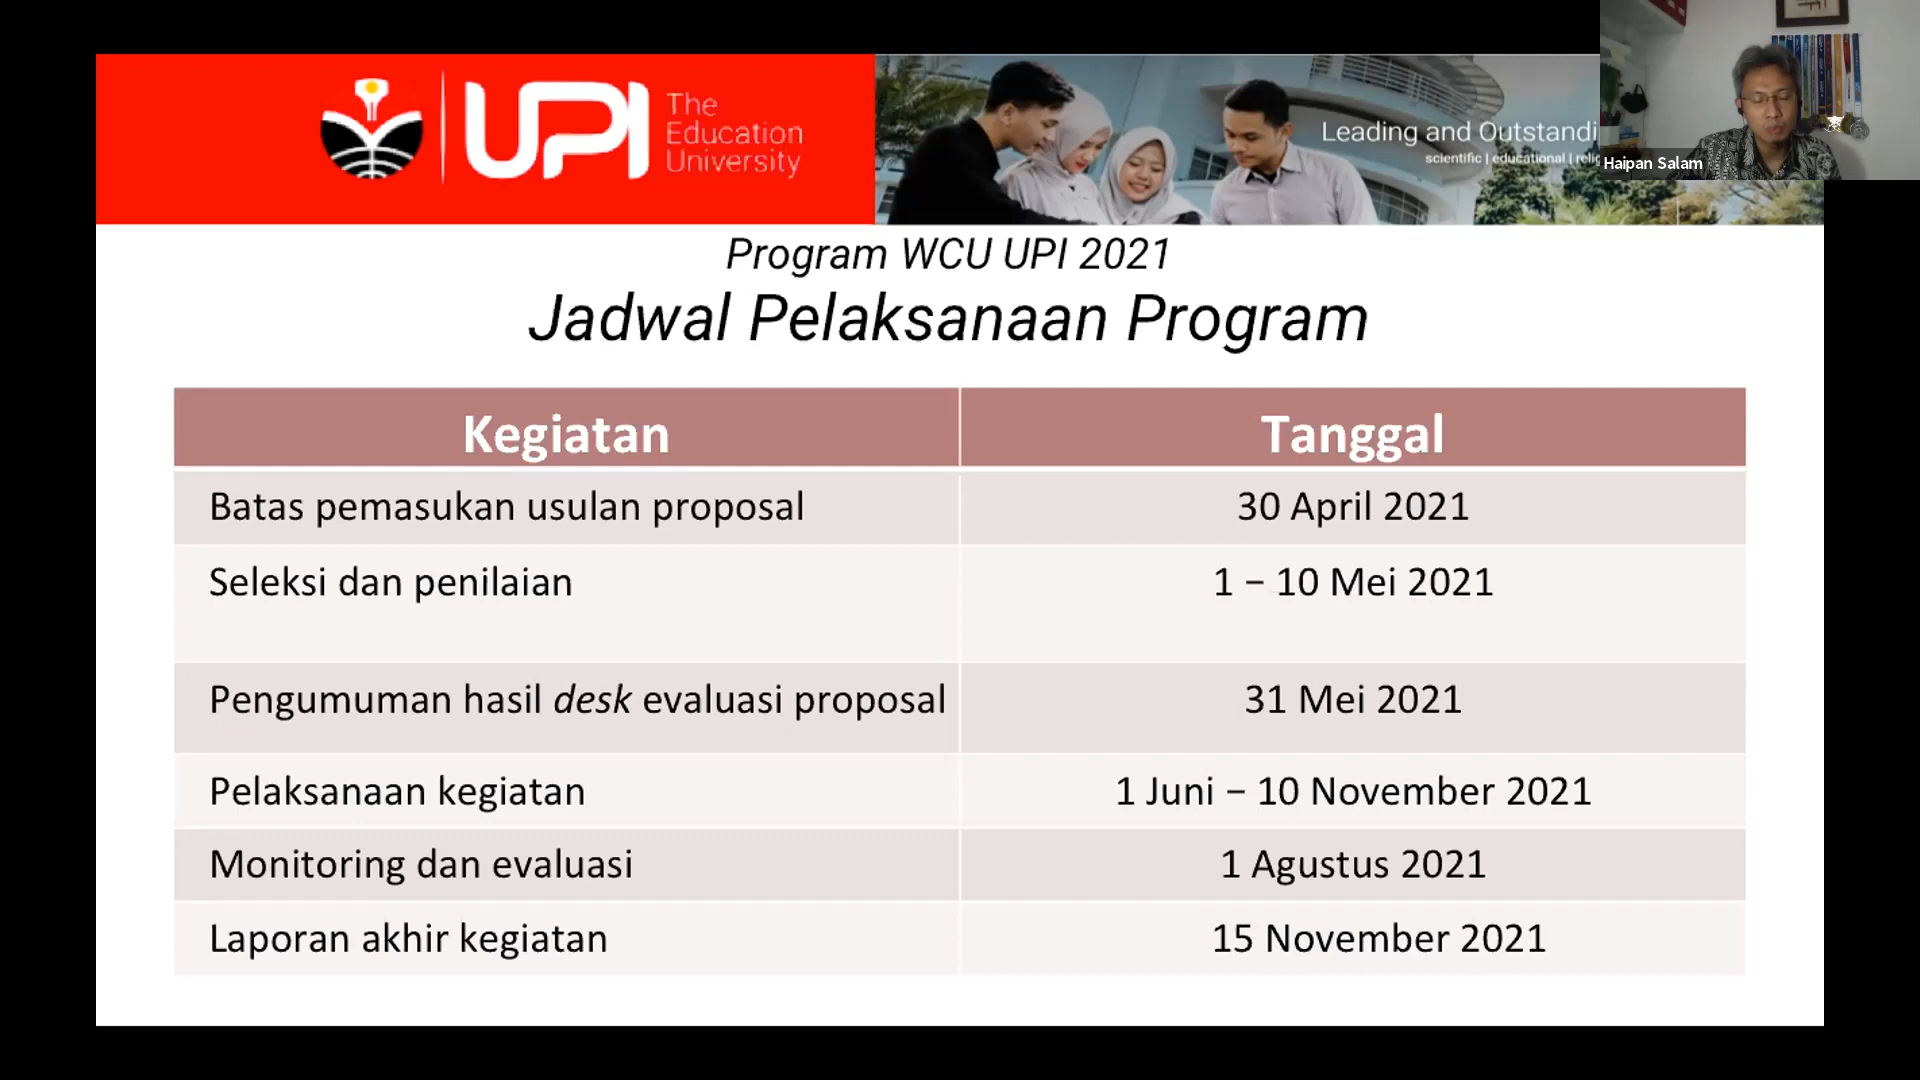 UPI
The
Education
University
Leading and Outstandi
scientific | educational | relig
Haipan Salam
Program WCU UPI 2021
Jadwal Pelaksanaan Program
Kegiatan Tanggal
Batas pemasukan usulan proposal 30 April 2021
Seleksi dan penilaian 1 – 10 Mei 2021
Pengumuman hasil desk evaluasi proposal 31 Mei 2021
Pelaksanaan kegiatan 1 Juni – 10 November 2021
Monitoring dan evaluasi 1 Agustus 2021
Laporan akhir kegiatan 15 November 2021